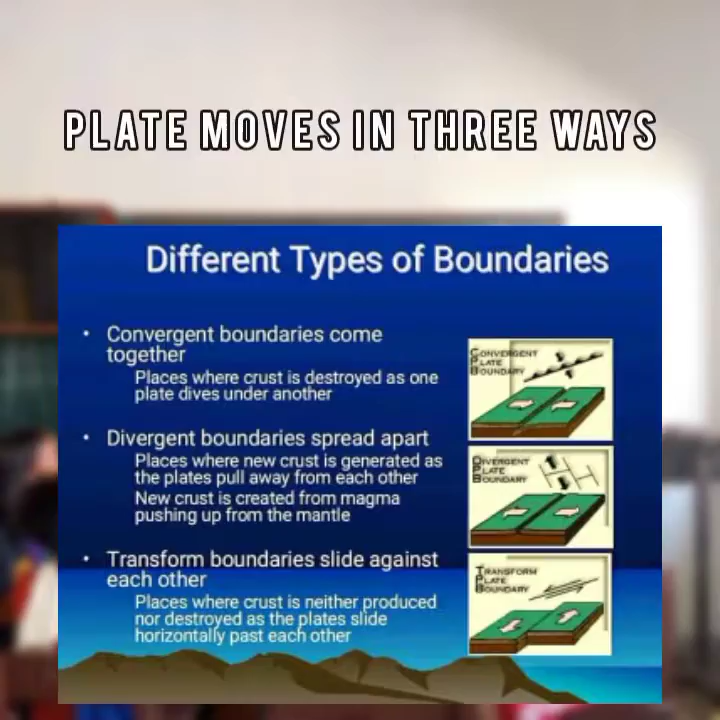 PLATE MOVES IN THREE WAYS
Different Types of Boundaries
• Convergent boundaries come
together
Places where crust is destroyed as one
plate dives under another
CONVERGENT
PLATE
BOUNDARY
• Divergent boundaries spread apart
Places where new crust is generated as
the plates pull away from each other
New crust is created from magma
pushing up from the mantle
DIVERGENT
PLATE
BOUNDARY
• Transform boundaries slide against
each other
Places where crust is neither produced
nor destroyed as the plates slide
horizontally past each other
TRANSFORM
PLATE
BOUNDARY